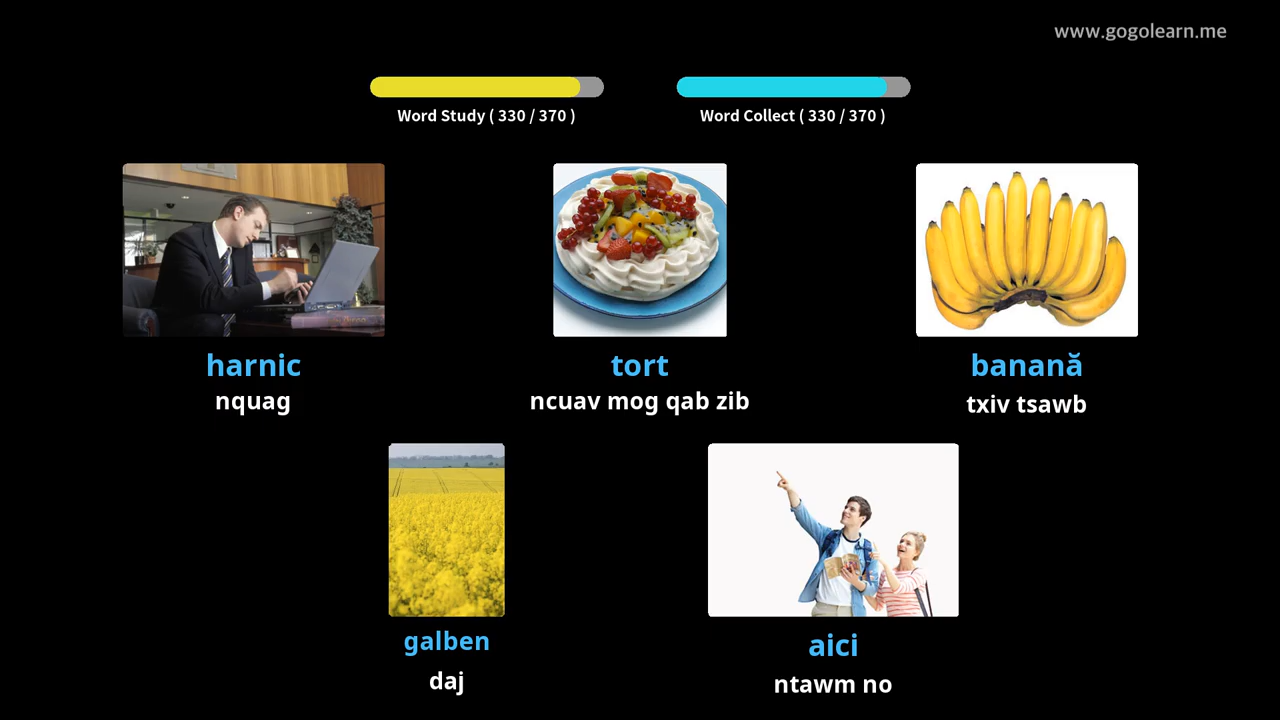 www.gogolearn.me
Word Study ( 330 / 370 )
Word Collect ( 330 / 370 )
harnic
nquag
tort
ncuav mog qab zib
banană
txiv tsawb
galben
daj
aici
ntawm no